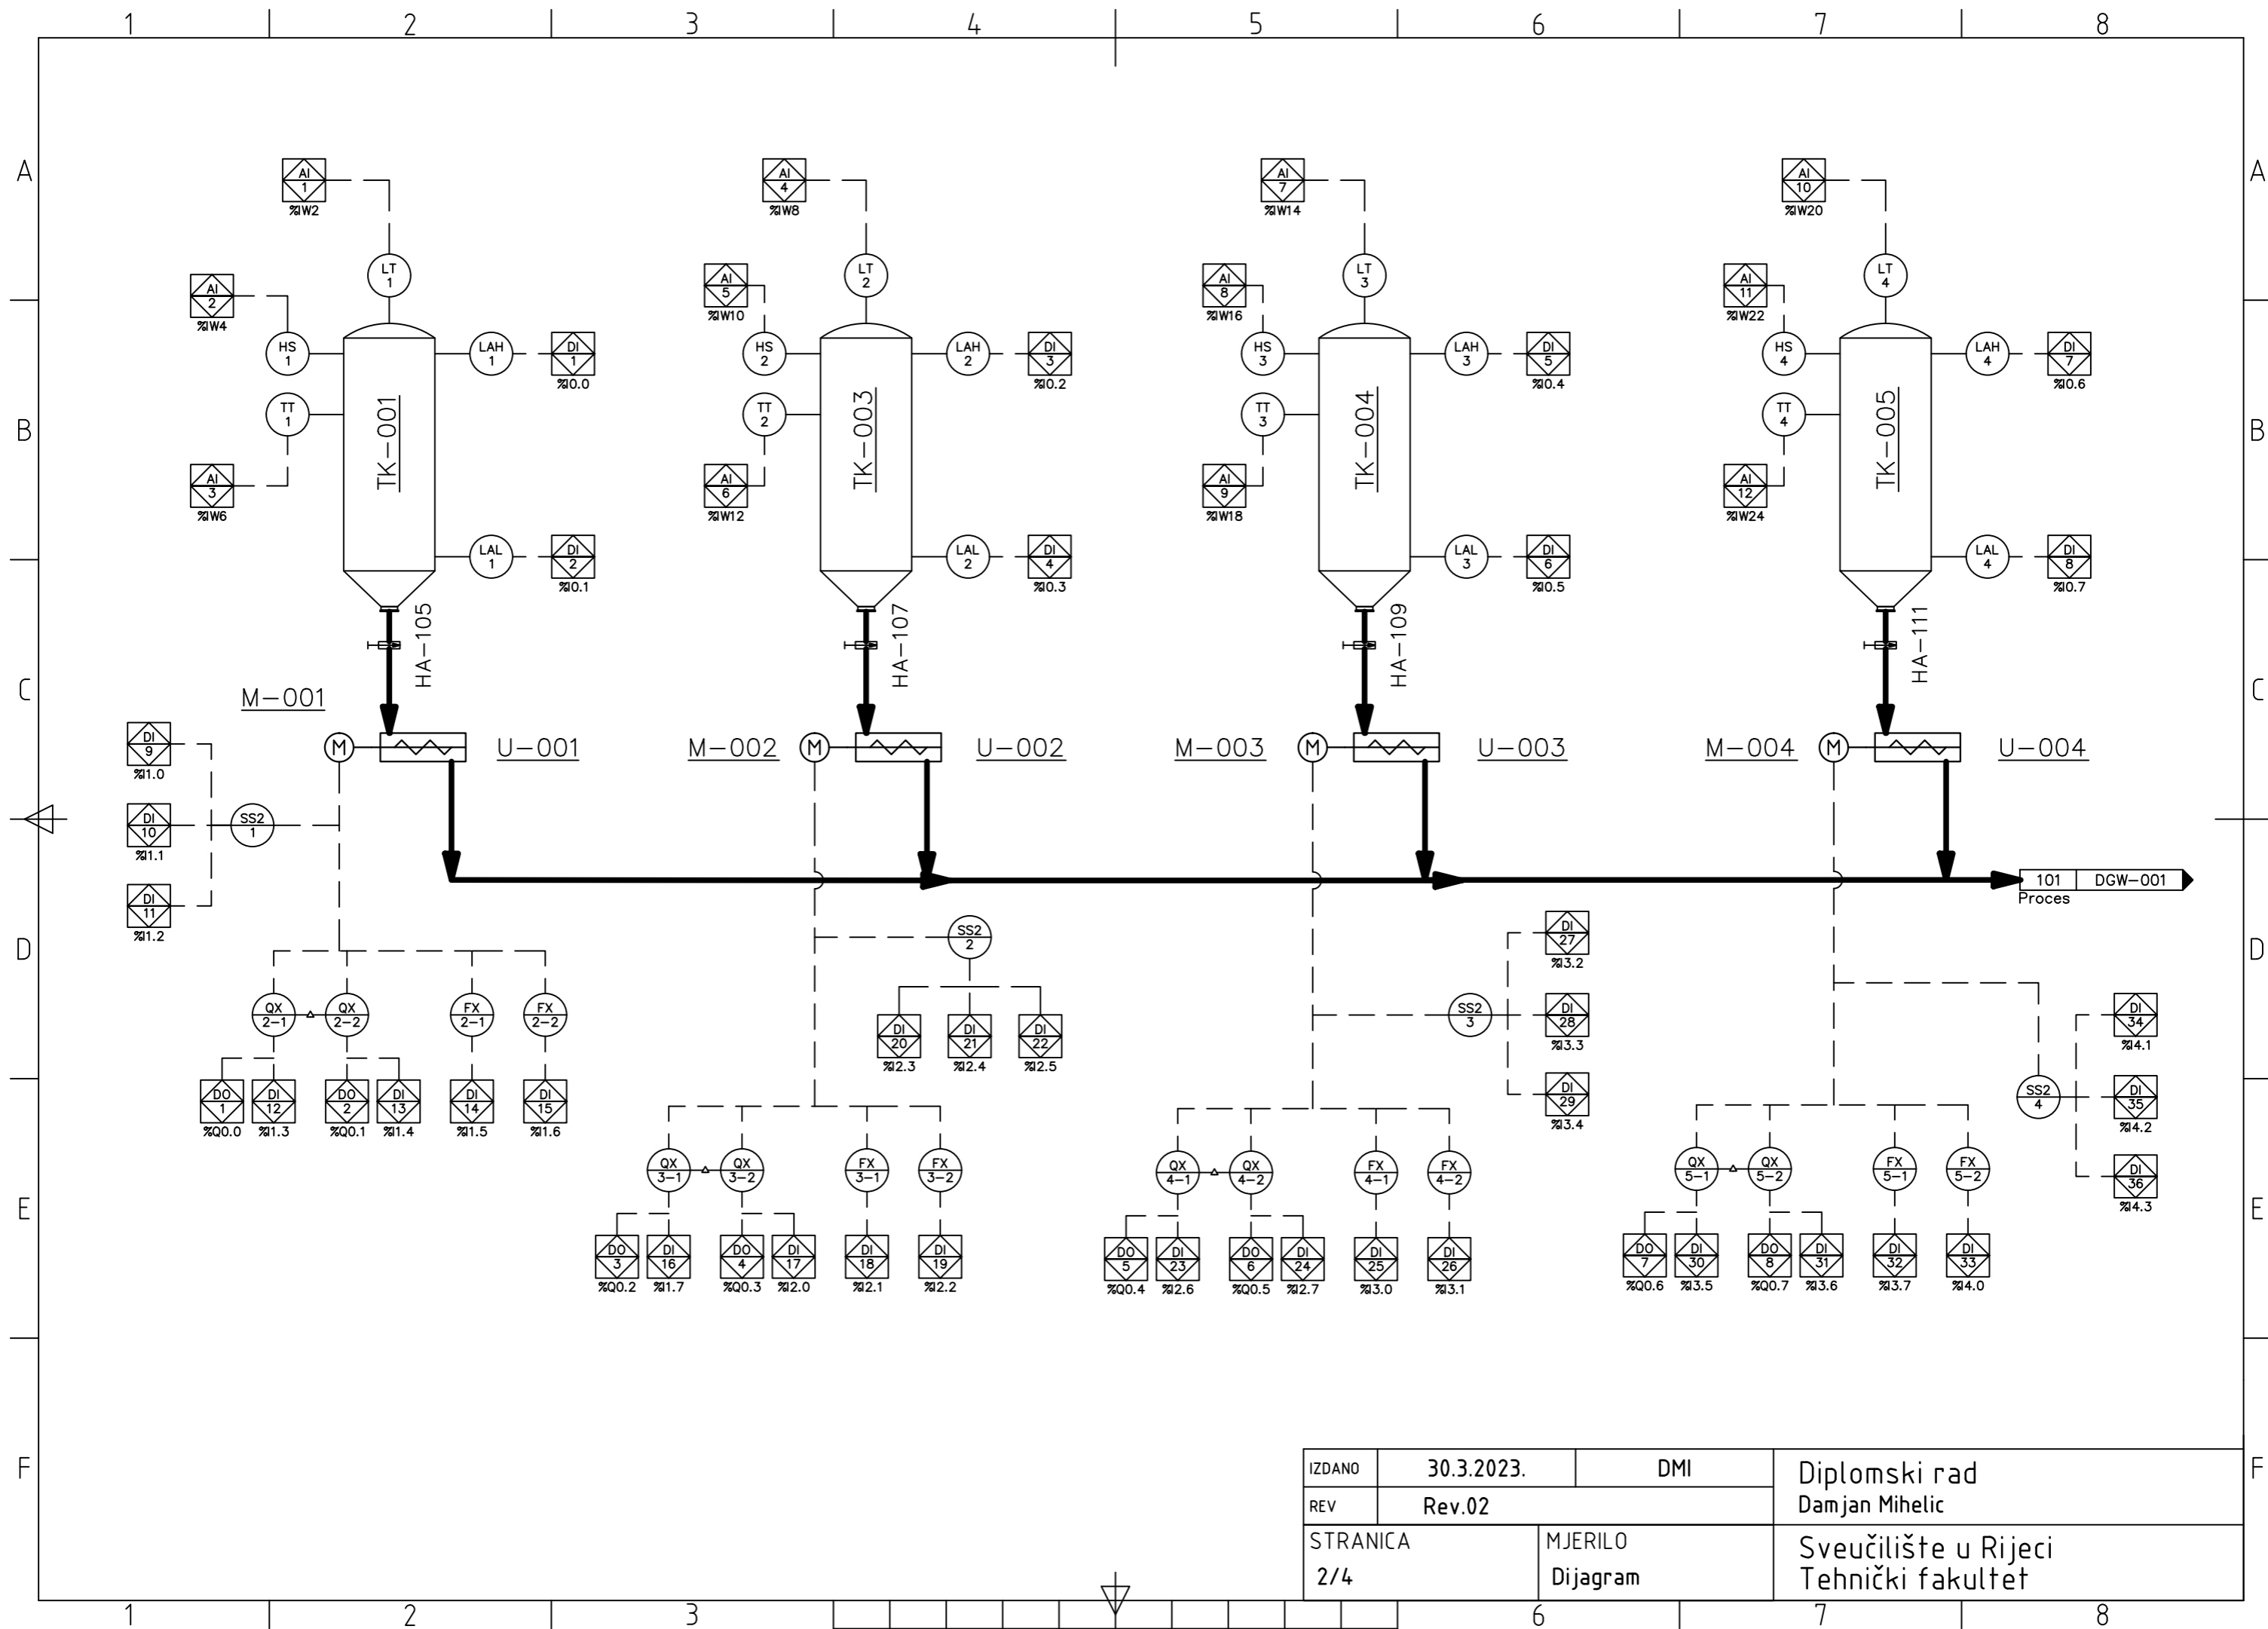 1 2 3 4 5 6 7 8
A A
AI 1 %IW2
AI 4 %IW8
AI 7 %IW14
AI 10 %IW20
LT 1
LT 2
LT 3
LT 4
AI 2 %IW4
AI 5 %IW10
AI 8 %IW16
AI 11 %IW22
HS 1
LAH 1
DI 1 %I0.0
HS 2
LAH 2
DI 3 %I0.2
HS 3
LAH 3
DI 5 %I0.4
HS 4
LAH 4
DI 7 %I0.6
TT 1
TT 2
TT 3
TT 4
B B
TK-001
TK-003
TK-004
TK-005
AI 3 %IW6
AI 6 %IW12
AI 9 %IW18
AI 12 %IW24
LAL 1
DI 2 %I0.1
LAL 2
DI 4 %I0.3
LAL 3
DI 6 %I0.5
LAL 4
DI 8 %I0.7
HA-105
HA-107
HA-109
HA-111
C C
M-001
M
U-001
M-002
M
U-002
M-003
M
U-003
M-004
M
U-004
DI 9 %I1.0
DI 10 %I1.1
SS2 1
DI 11 %I1.2
101 DGW-001
Proces
D D
SS2 2
DI 27 %I3.2
QX 2-1
QX 2-2
FX 2-1
FX 2-2
DI 20 %I2.3
DI 21 %I2.4
DI 22 %I2.5
SS2 3
DI 28 %I3.3
DI 34 %I4.1
DO 1 %Q0.0
DI 12 %I1.3
DO 2 %Q0.1
DI 13 %I1.4
DI 14 %I1.5
DI 15 %I1.6
DI 29 %I3.4
SS2 4
DI 35 %I4.2
QX 3-1
QX 3-2
FX 3-1
FX 3-2
QX 4-1
QX 4-2
FX 4-1
FX 4-2
QX 5-1
QX 5-2
FX 5-1
FX 5-2
DI 36 %I4.3
E E
DO 3 %Q0.2
DI 16 %I1.7
DO 4 %Q0.3
DI 17 %I2.0
DI 18 %I2.1
DI 19 %I2.2
DO 5 %Q0.4
DI 23 %I2.6
DO 6 %Q0.5
DI 24 %I2.7
DI 25 %I3.0
DI 26 %I3.1
DO 7 %Q0.6
DI 30 %I3.5
DO 8 %Q0.7
DI 31 %I3.6
DI 32 %I3.7
DI 33 %I4.0
F F
IZDANO 30.3.2023. DMI
REV Rev.02
STRANICA
2/4
MJERILO
Dijagram
Diplomski rad
Damjan Mihelic
Sveučilište u Rijeci
Tehnički fakultet
1 2 3 6 7 8